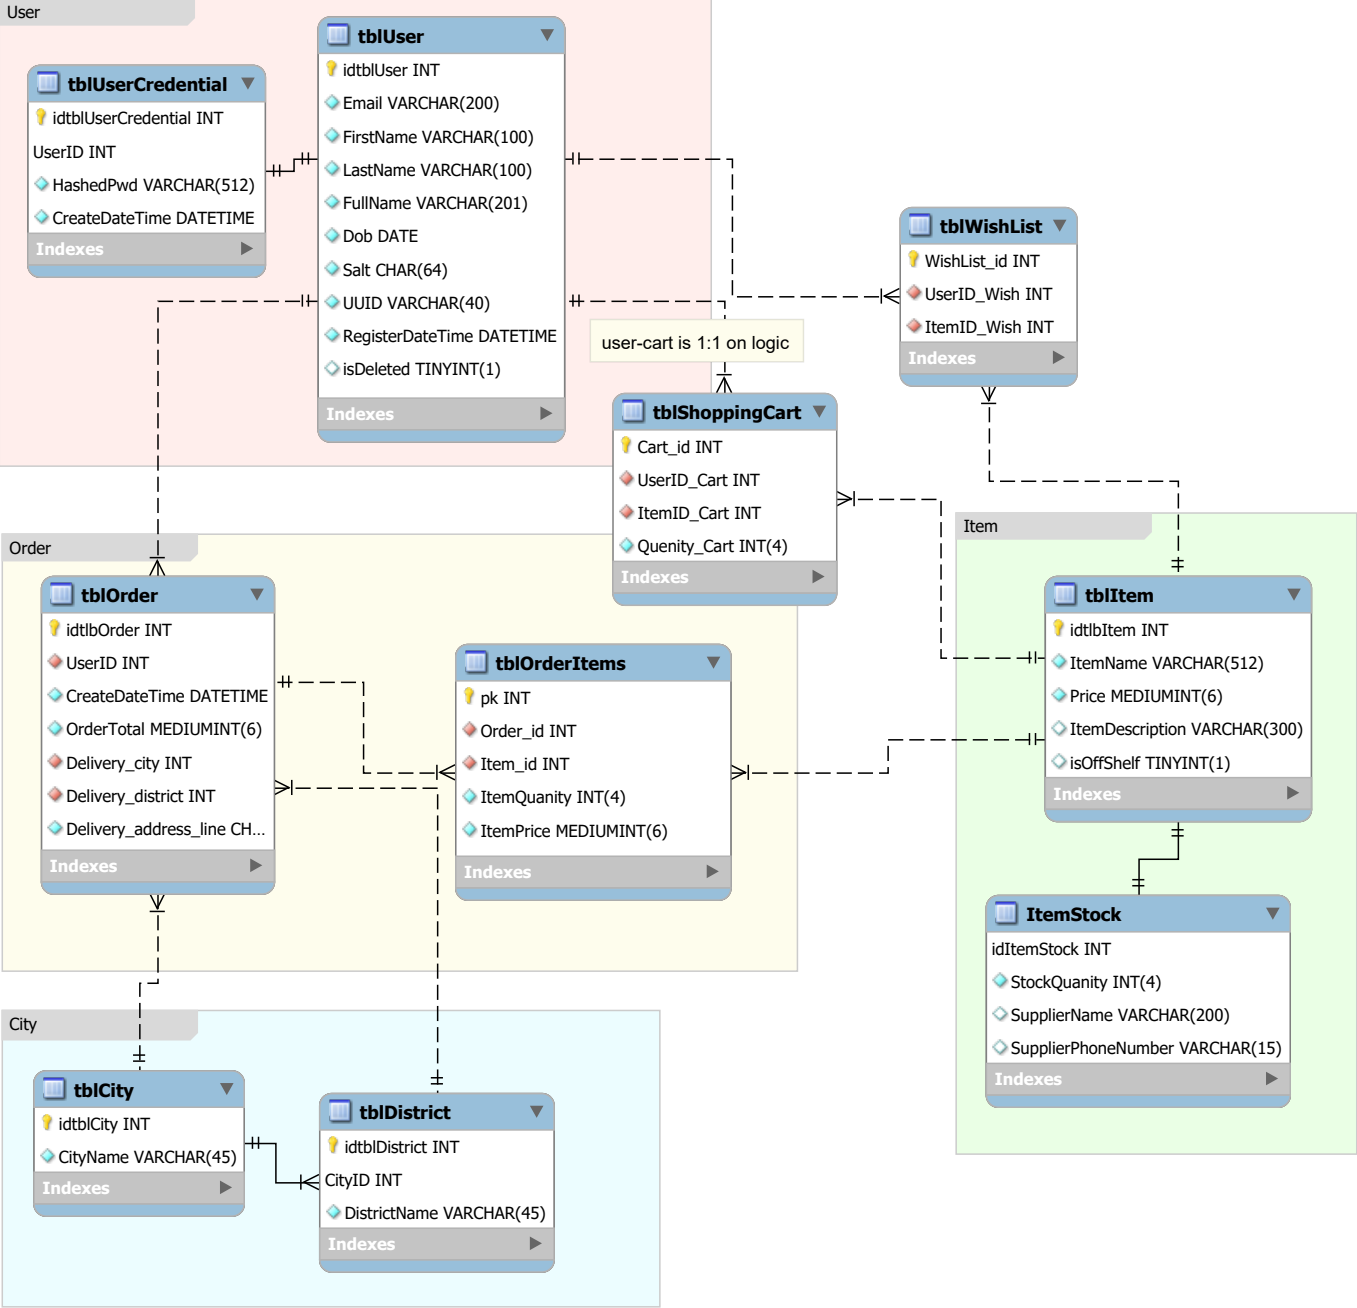 User
tblUser
idtblUser INT
Email VARCHAR(200)
FirstName VARCHAR(100)
LastName VARCHAR(100)
FullName VARCHAR(201)
Dob DATE
Salt CHAR(64)
UUID VARCHAR(40)
RegisterDateTime DATETIME
isDeleted TINYINT(1)
Indexes
tblUserCredential
idtblUserCredential INT
UserID INT
HashedPwd VARCHAR(512)
CreateDateTime DATETIME
Indexes
tblWishList
WishList_id INT
UserID_Wish INT
ItemID_Wish INT
Indexes
user-cart is 1:1 on logic
tblShoppingCart
Cart_id INT
UserID_Cart INT
ItemID_Cart INT
Quenity_Cart INT(4)
Indexes
Order
tblOrder
idtlbOrder INT
UserID INT
CreateDateTime DATETIME
OrderTotal MEDIUMINT(6)
Delivery_city INT
Delivery_district INT
Delivery_address_line CH...
Indexes
tblOrderItems
pk INT
Order_id INT
Item_id INT
ItemQuanity INT(4)
ItemPrice MEDIUMINT(6)
Indexes
Item
tblItem
idtlbItem INT
ItemName VARCHAR(512)
Price MEDIUMINT(6)
ItemDescription VARCHAR(300)
isOffShelf TINYINT(1)
Indexes
ItemStock
idItemStock INT
StockQuanity INT(4)
SupplierName VARCHAR(200)
SupplierPhoneNumber VARCHAR(15)
Indexes
City
tblCity
idtblCity INT
CityName VARCHAR(45)
Indexes
tblDistrict
idtblDistrict INT
CityID INT
DistrictName VARCHAR(45)
Indexes